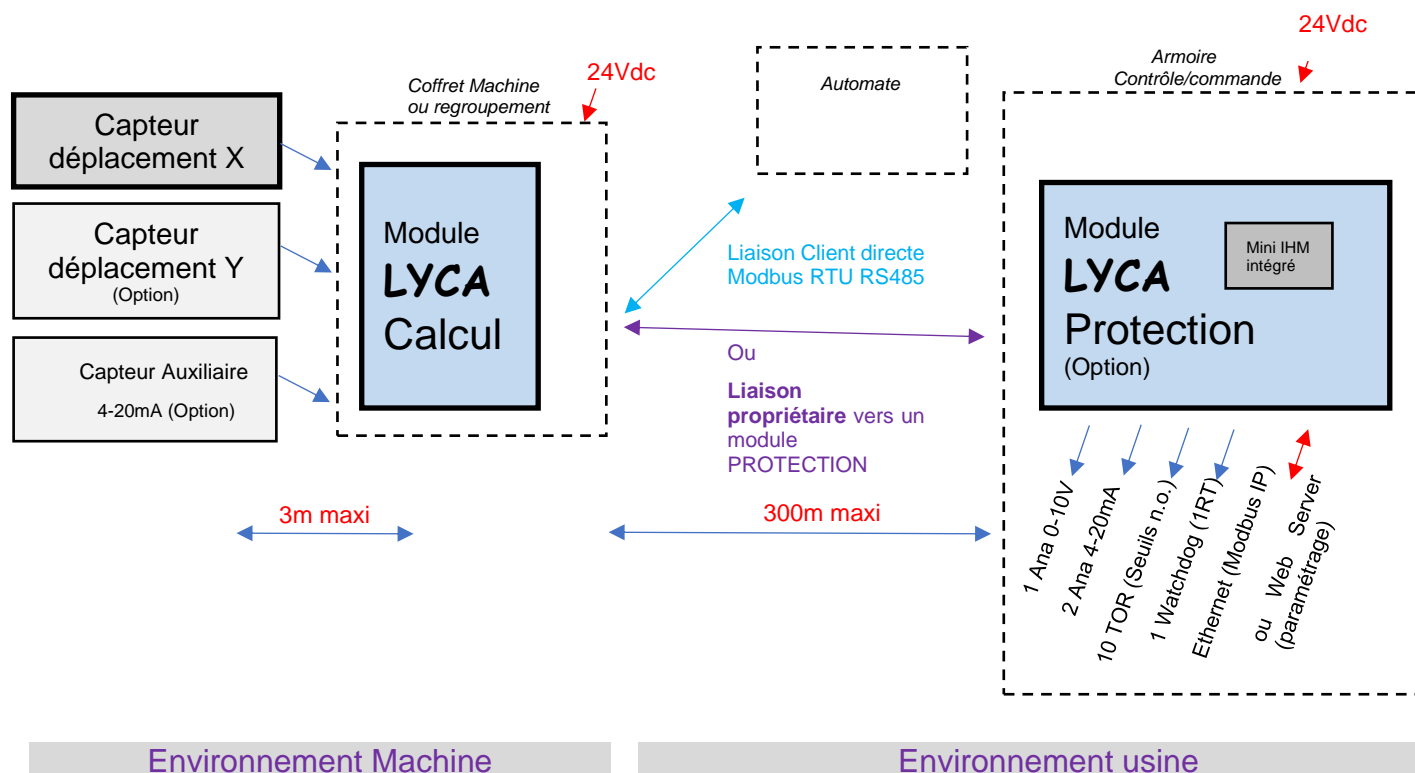 Capteur
déplacement X
Capteur
déplacement Y
(Option)
Capteur Auxiliaire
4-20mA (Option)
Coffret Machine
ou regroupement
24Vdc
Module
LYCA
Calcul
Automate
Liaison Client directe
Modbus RTU RS485
Ou
Liaison
propriétaire vers un
module
PROTECTION
3m maxi
300m maxi
24Vdc
Armoire
Contrôle/commande
Module
LYCA
Protection
(Option)
Mini IHM
intégré
1 Ana 0-10V
2 Ana 4-20mA
10 TOR (Seuils n.o.)
1 Watchdog (1RT)
Ethernet (Modbus IP)
ou Web Server
(paramétrage)
Environnement Machine
Environnement usine